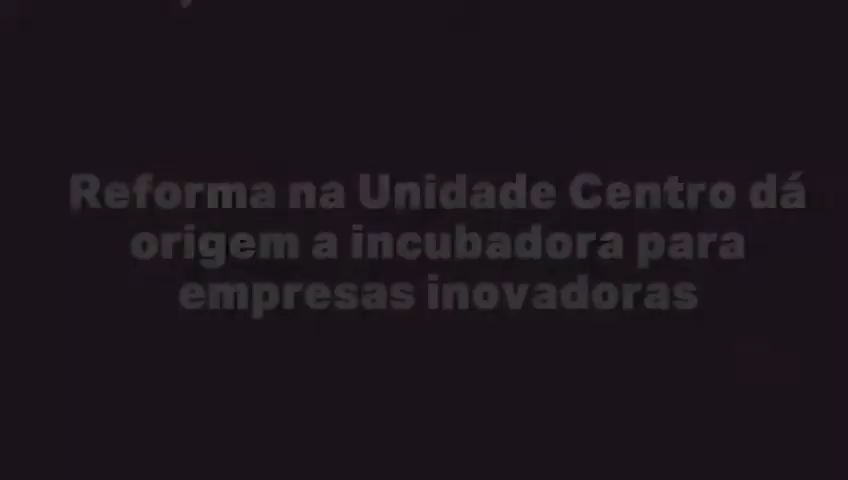 Reforma na Unidade Centro dá
origem a incubadora para
empresas inovadoras